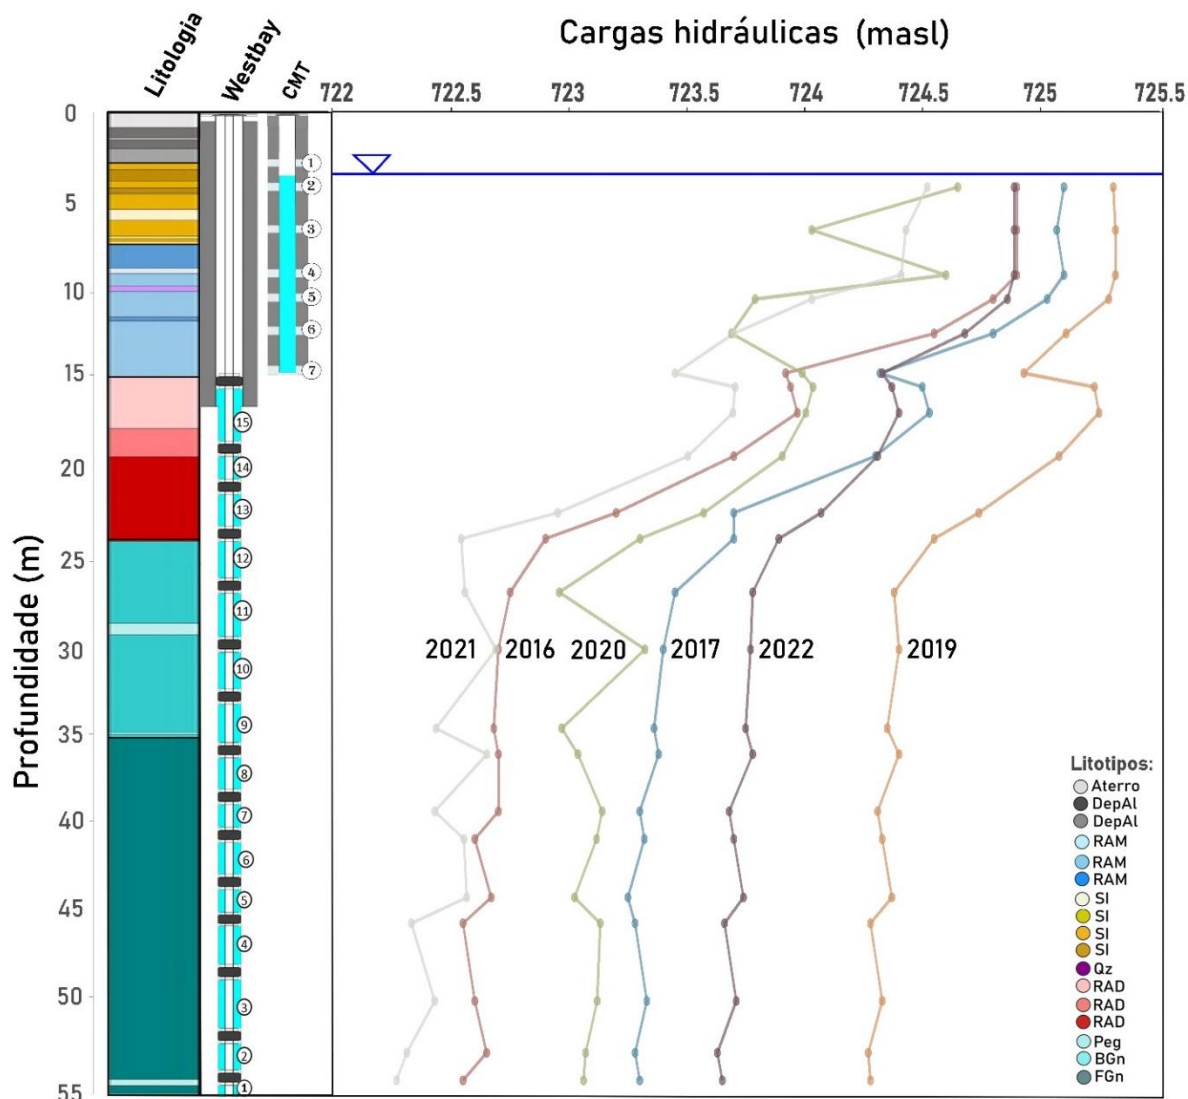 Cargas hidráulicas (masl)
Litologia
Westbay
CMT
722 722.5 723 723.5 724 724.5 725 725.5
Profundidade (m)
0
5
10
15
20
25
30
35
40
45
50
55
1
2
3
4
5
6
7
15
14
13
12
11
10
9
8
7
6
5
4
3
2
1
2021 2016 2020 2017 2022 2019
Litotipos:
Aterro
DepAl
DepAl
RAM
RAM
RAM
SI
SI
SI
SI
Qz
RAD
RAD
RAD
Peg
BGn
FGn